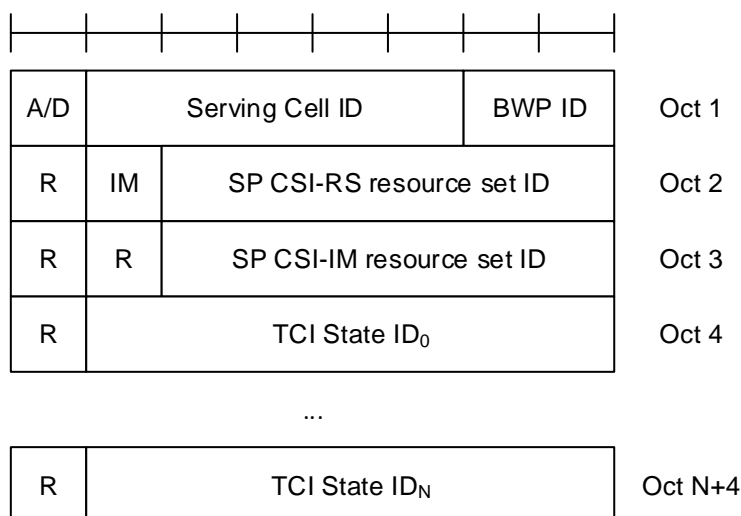 A/D Serving Cell ID BWP ID Oct 1
R IM SP CSI-RS resource set ID Oct 2
R R SP CSI-IM resource set ID Oct 3
R TCI State ID₀ Oct 4
...
R TCI State IDN Oct N+4